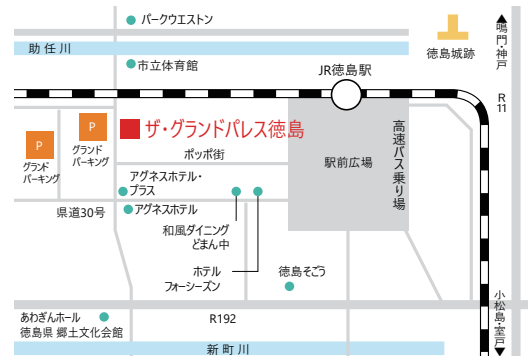 パークウエストン
助任川
市立体育館
JR徳島駅
徳島城跡
▲鳴門・神戸
R11
P
グランド
パーキング
P
グランド
パーキング
ザ・グランドパレス徳島
ポッポ街
駅前広場
高速バス乗り場
アグネスホテル・
プラス
県道30号
アグネスホテル
和風ダイニング
どまん中
ホテル
フォーシーズン
徳島そごう
小松島・室戸▼
あわぎんホール
徳島県 郷土文化会館
R192
新町川